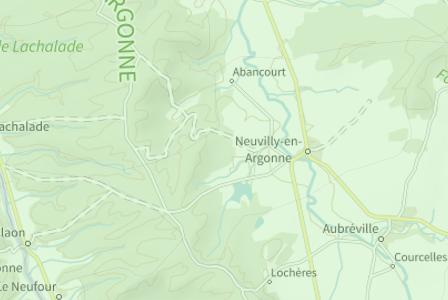 ARGONNE
de Lachalade
Abancourt
Lachalade
Neuvilly-en-
Argonne
Aubréville
Courcelles
Lochères
Le Neufour